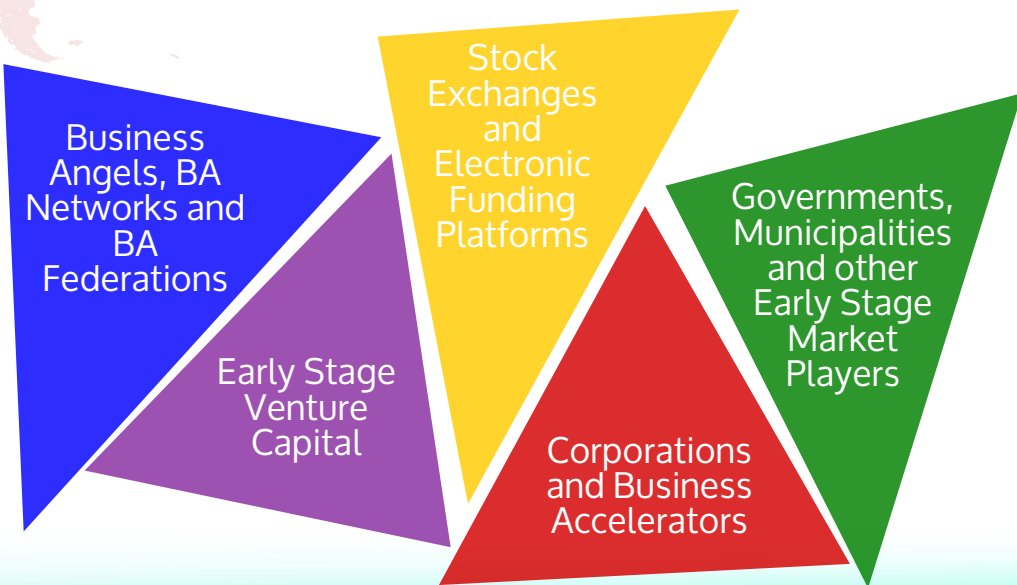 Business
Angels, BA
Networks and
BA
Federations
Early Stage
Venture
Capital
Stock
Exchanges
and
Electronic
Funding
Platforms
Corporations
and Business
Accelerators
Governments,
Municipalities
and other
Early Stage
Market
Players